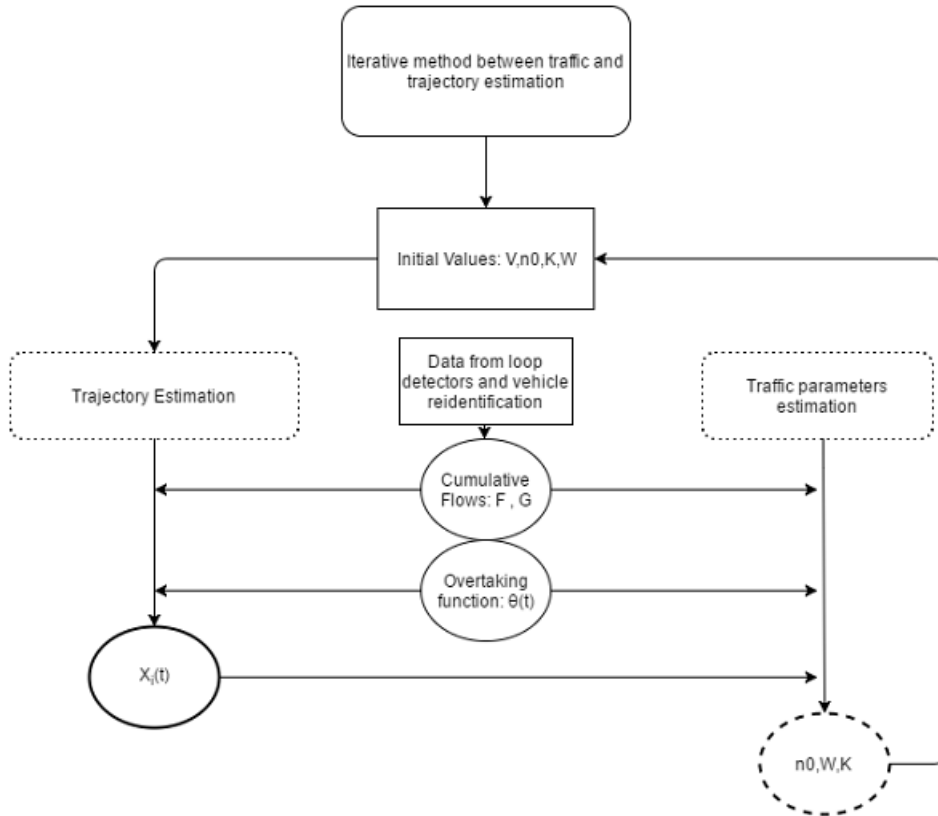 Iterative method between traffic and
trajectory estimation
Initial Values: V,n0,K,W
Trajectory Estimation
Data from loop
detectors and vehicle
reidentification
Traffic parameters
estimation
Cumulative
Flows: F , G
Overtaking
function: θ(t)
Xi(t)
n0,W,K